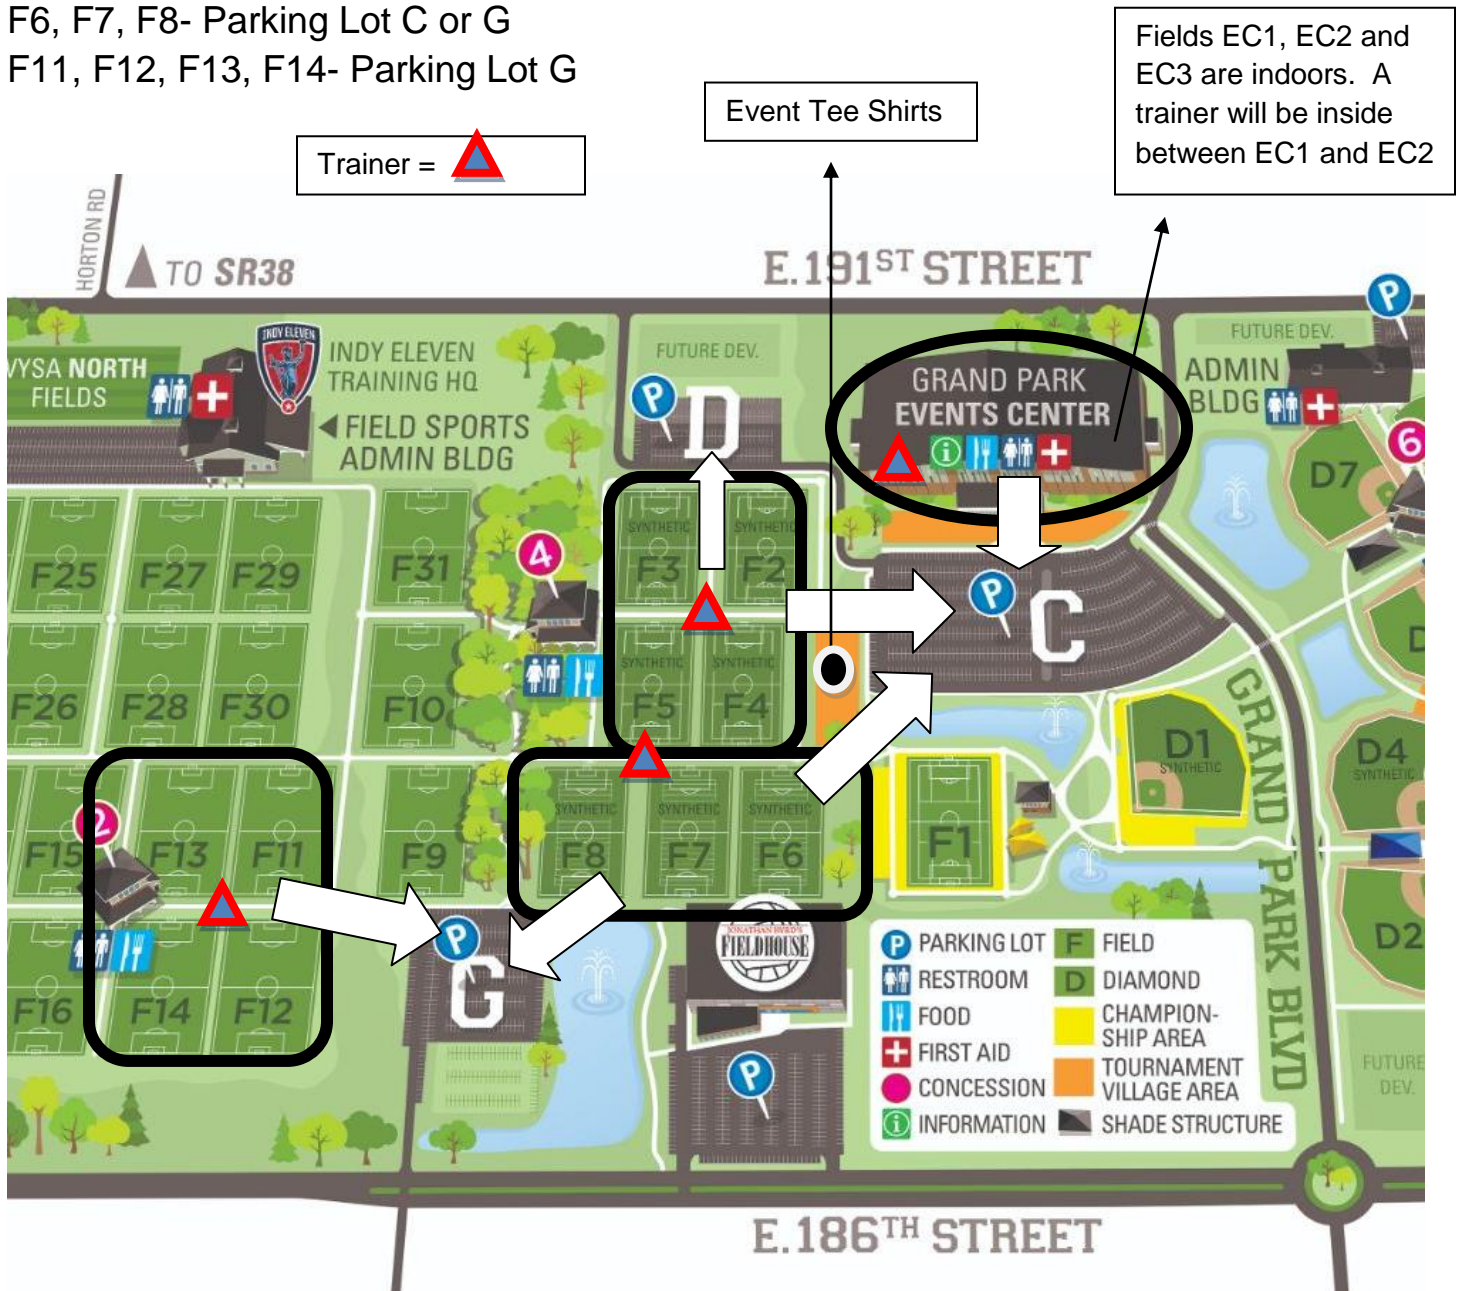 F6, F7, F8- Parking Lot C or G
F11, F12, F13, F14- Parking Lot G
Fields EC1, EC2 and
EC3 are indoors.  A
trainer will be inside
between EC1 and EC2
Event Tee Shirts
Trainer =
HORTON RD
TO SR38
E.191ST STREET
P
INDY ELEVEN
INDY ELEVEN
TRAINING HQ
VYSA NORTH
FIELDS
FIELD SPORTS
ADMIN BLDG
FUTURE DEV.
P
D
GRAND PARK
EVENTS CENTER
i
FUTURE DEV.
ADMIN
BLDG
6
D7
F25
F27
F29
F31
4
SYNTHETIC
F3
SYNTHETIC
F2
P
C
D
F26
F28
F30
F10
SYNTHETIC
F5
SYNTHETIC
F4
GRAND PARK BLVD
D1
SYNTHETIC
D4
SYNTHETIC
2
F15
F13
F11
F9
SYNTHETIC
F8
SYNTHETIC
F7
SYNTHETIC
F6
F1
F16
F14
F12
P
G
JONATHAN BYRD'S
FIELDHOUSE
P
D2
P PARKING LOT
RESTROOM
FOOD
FIRST AID
CONCESSION
i INFORMATION
F FIELD
D DIAMOND
CHAMPION-
SHIP AREA
TOURNAMENT
VILLAGE AREA
SHADE STRUCTURE
FUTURE
DEV.
E.186TH STREET